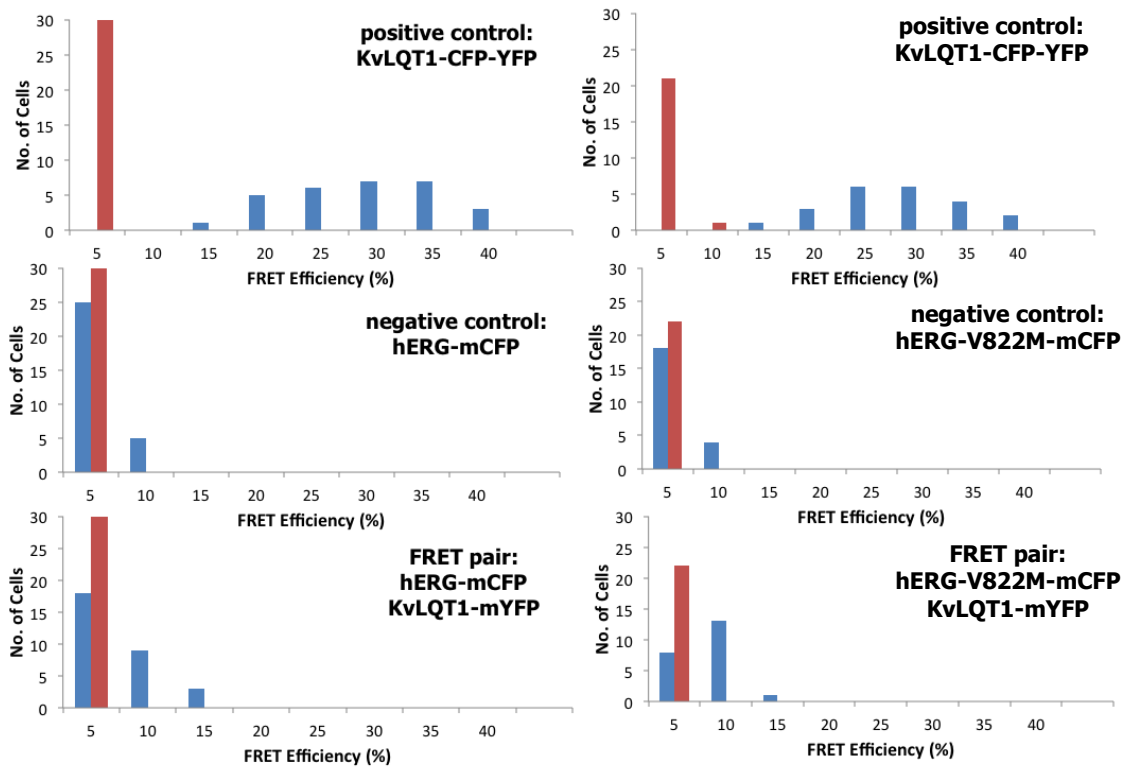 positive control:
KvLQT1-CFP-YFP
No. of Cells
30
25
20
15
10
5
0
5 10 15 20 25 30 35 40
FRET Efficiency (%)
positive control:
KvLQT1-CFP-YFP
No. of Cells
30
25
20
15
10
5
0
5 10 15 20 25 30 35 40
FRET Efficiency (%)
negative control:
hERG-mCFP
No. of Cells
30
25
20
15
10
5
0
5 10 15 20 25 30 35 40
FRET Efficiency (%)
negative control:
hERG-V822M-mCFP
No. of Cells
30
25
20
15
10
5
0
5 10 15 20 25 30 35 40
FRET Efficiency (%)
FRET pair:
hERG-mCFP
KvLQT1-mYFP
No. of Cells
30
25
20
15
10
5
0
5 10 15 20 25 30 35 40
FRET Efficiency (%)
FRET pair:
hERG-V822M-mCFP
KvLQT1-mYFP
No. of Cells
30
25
20
15
10
5
0
5 10 15 20 25 30 35 40
FRET Efficiency (%)